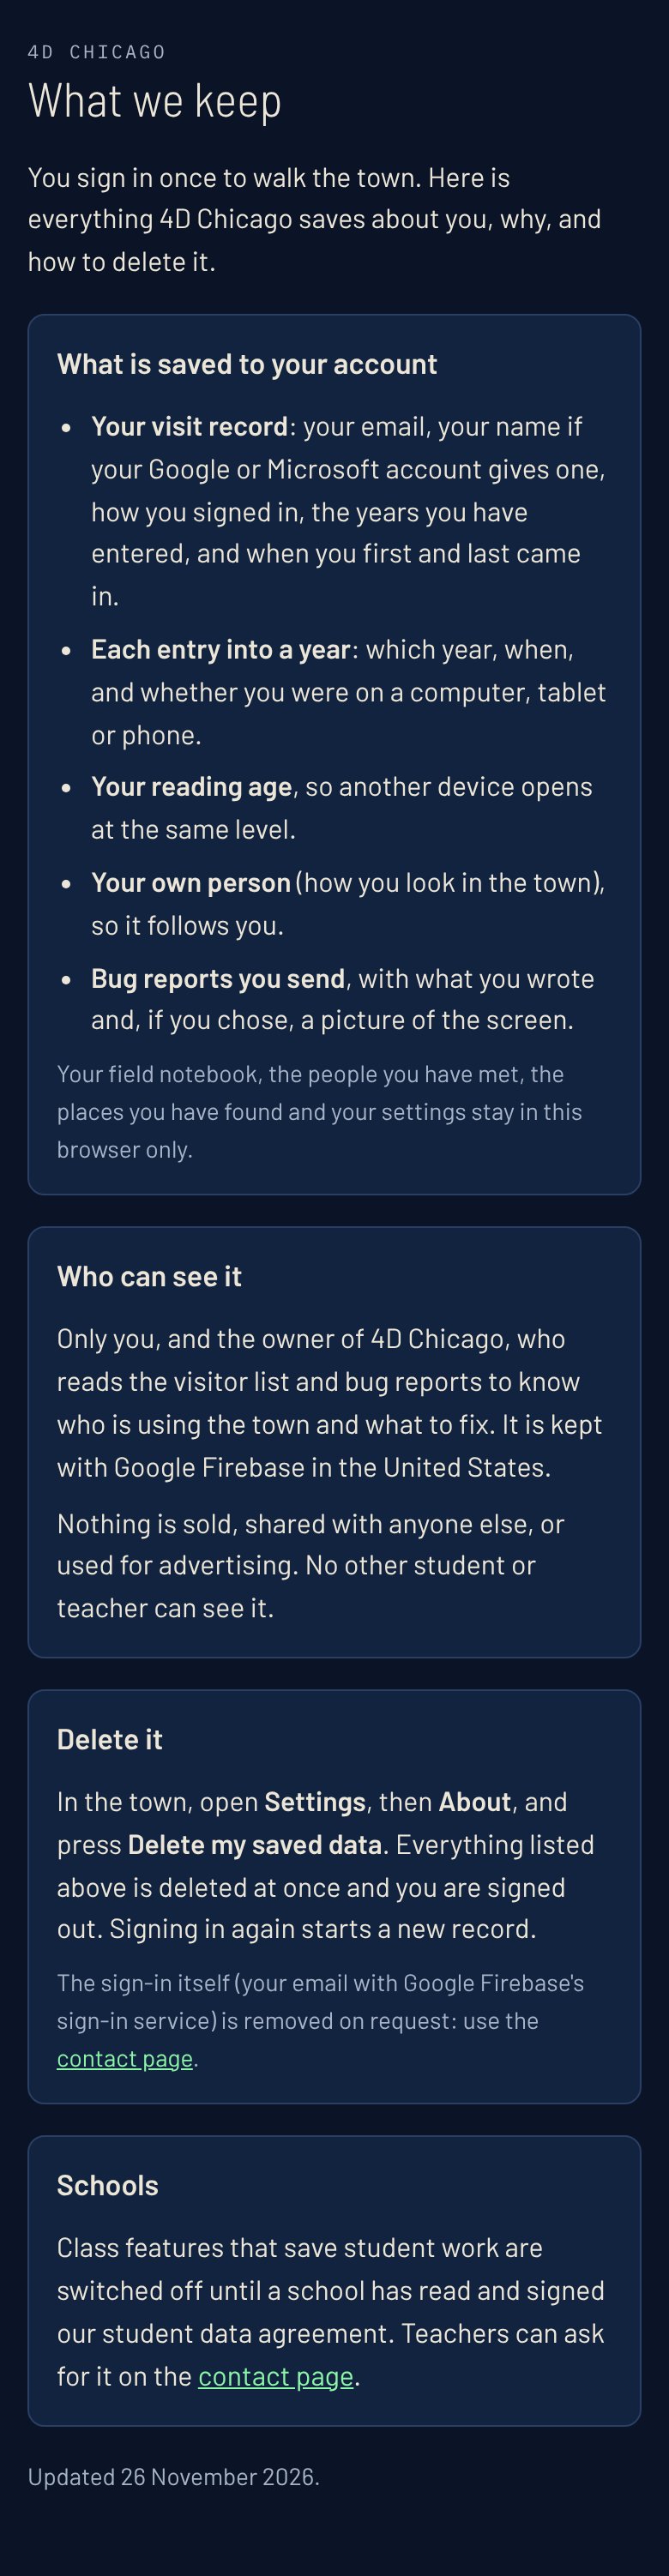 4D CHICAGO
What we keep
You sign in once to walk the town. Here is
everything 4D Chicago saves about you, why, and
how to delete it.
What is saved to your account
• Your visit record: your email, your name if
your Google or Microsoft account gives one,
how you signed in, the years you have
entered, and when you first and last came
in.
• Each entry into a year: which year, when,
and whether you were on a computer, tablet
or phone.
• Your reading age, so another device opens
at the same level.
• Your own person (how you look in the town),
so it follows you.
• Bug reports you send, with what you wrote
and, if you chose, a picture of the screen.
Your field notebook, the people you have met, the
places you have found and your settings stay in this
browser only.
Who can see it
Only you, and the owner of 4D Chicago, who
reads the visitor list and bug reports to know
who is using the town and what to fix. It is kept
with Google Firebase in the United States.
Nothing is sold, shared with anyone else, or
used for advertising. No other student or
teacher can see it.
Delete it
In the town, open Settings, then About, and
press Delete my saved data. Everything listed
above is deleted at once and you are signed
out. Signing in again starts a new record.
The sign-in itself (your email with Google Firebase's
sign-in service) is removed on request: use the
contact page.
Schools
Class features that save student work are
switched off until a school has read and signed
our student data agreement. Teachers can ask
for it on the contact page.
Updated 26 November 2026.